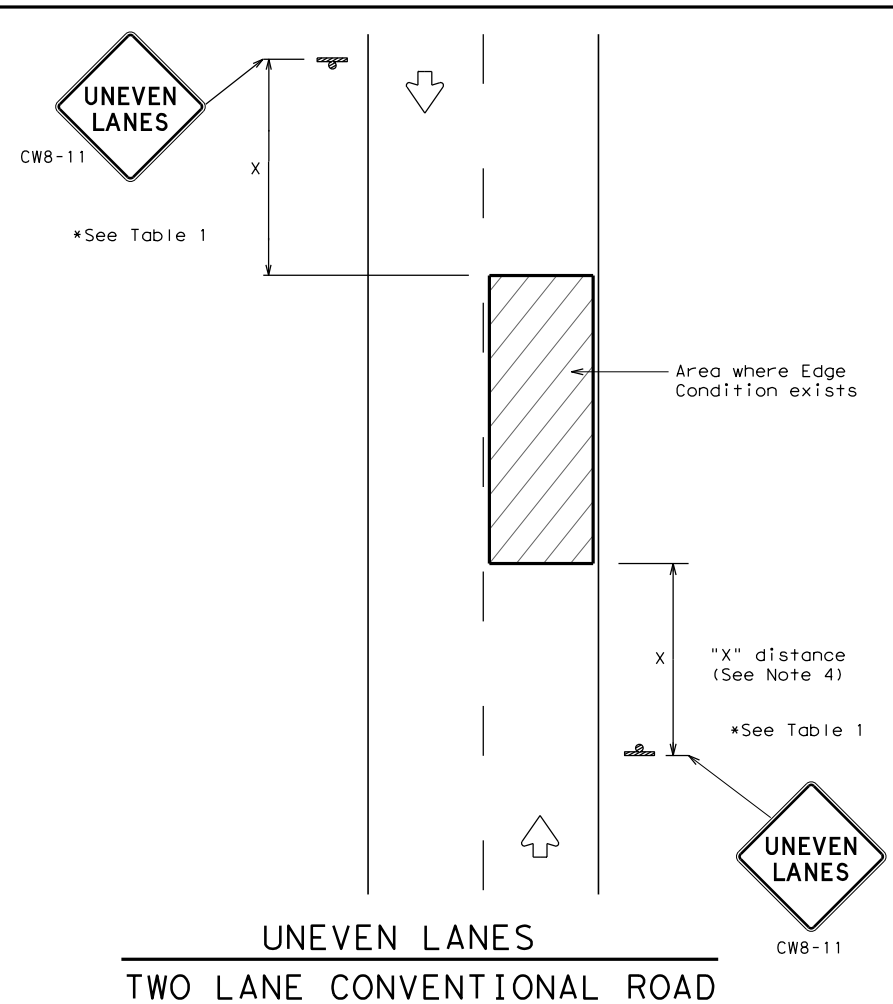 UNEVEN
LANES
CW8-11
X
*See Table 1
Area where Edge
Condition exists
X
"X" distance
(See Note 4)
*See Table 1
UNEVEN
LANES
CW8-11
UNEVEN LANES
TWO LANE CONVENTIONAL ROAD